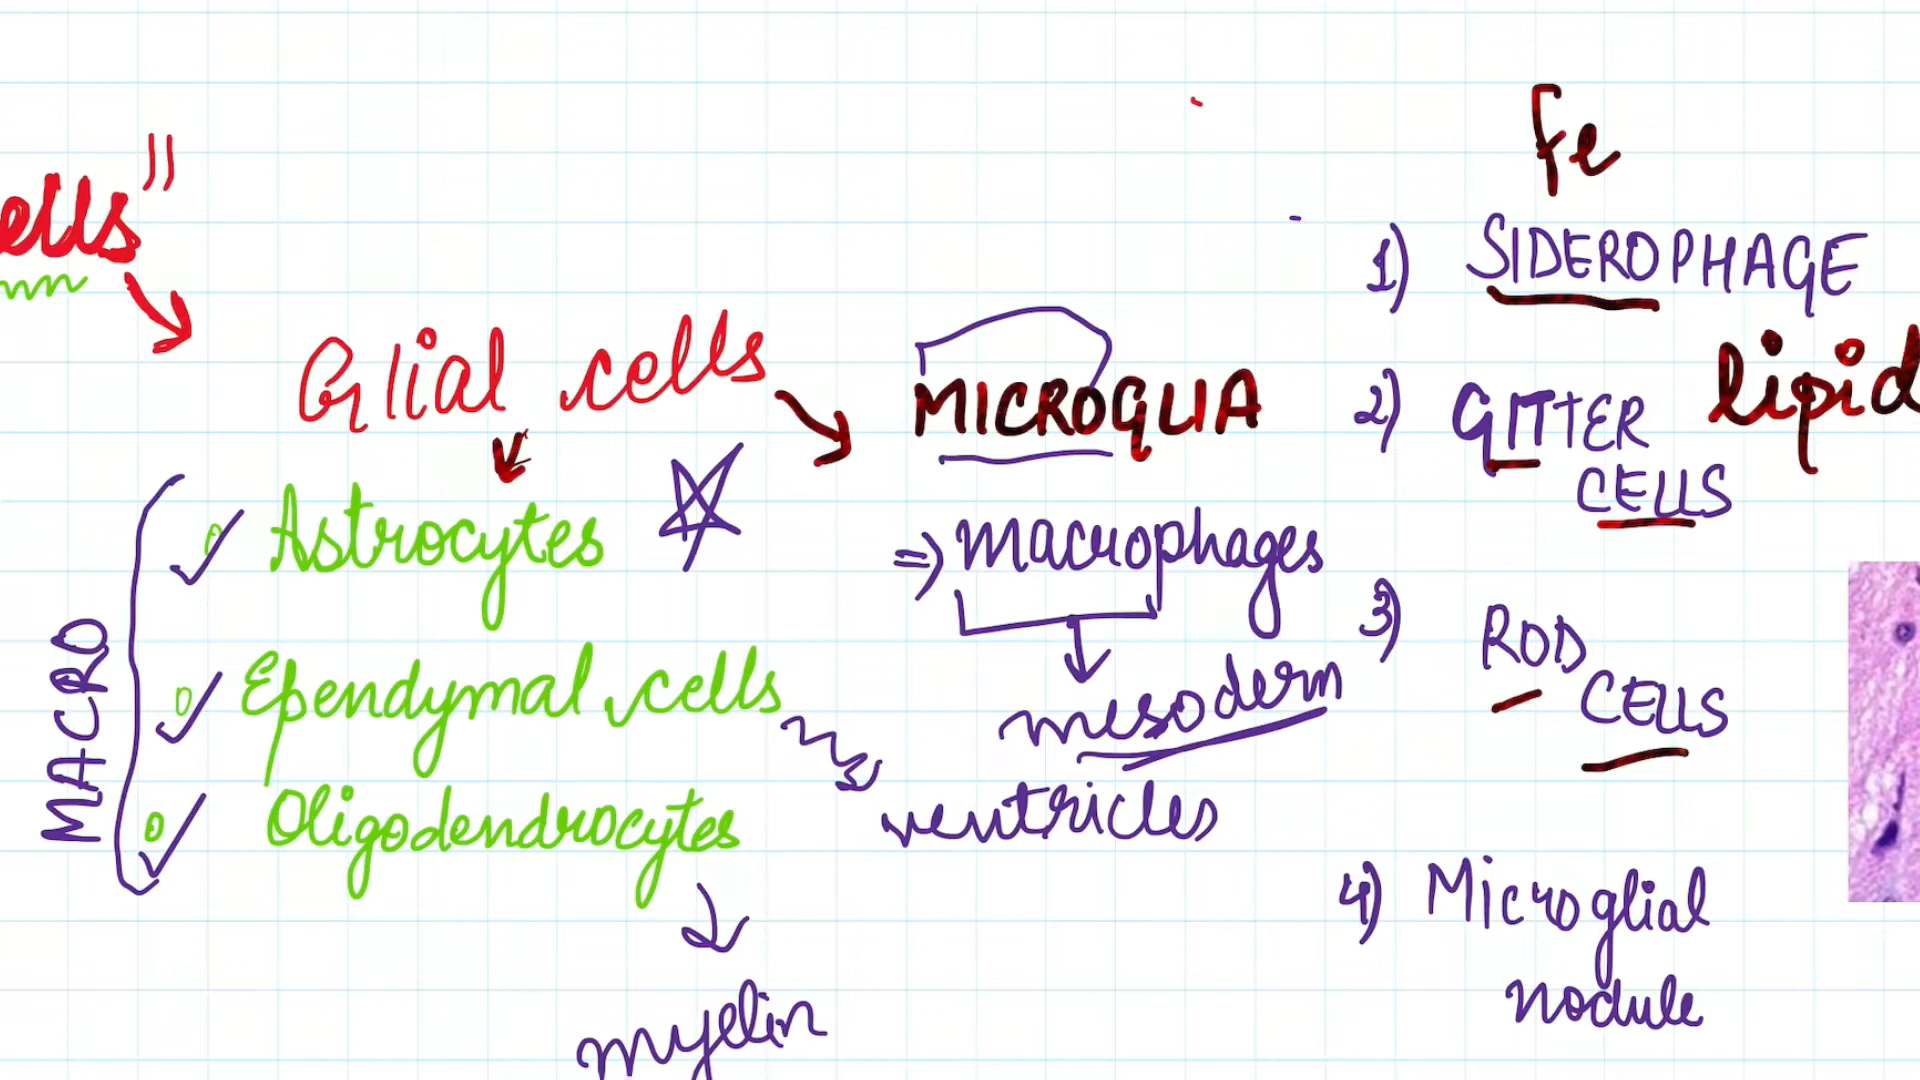 ells"
Glial cells
MACRO
Astrocytes
Ependymal cells
Oligodendrocytes
myelin
ventricles
MICROGLIA
=) Macrophages
mesoderm
Fe
1) SIDEROPHAGE
2) GITTER
CELLS
lipid
3) ROD
CELLS
4) Microglial
nodule